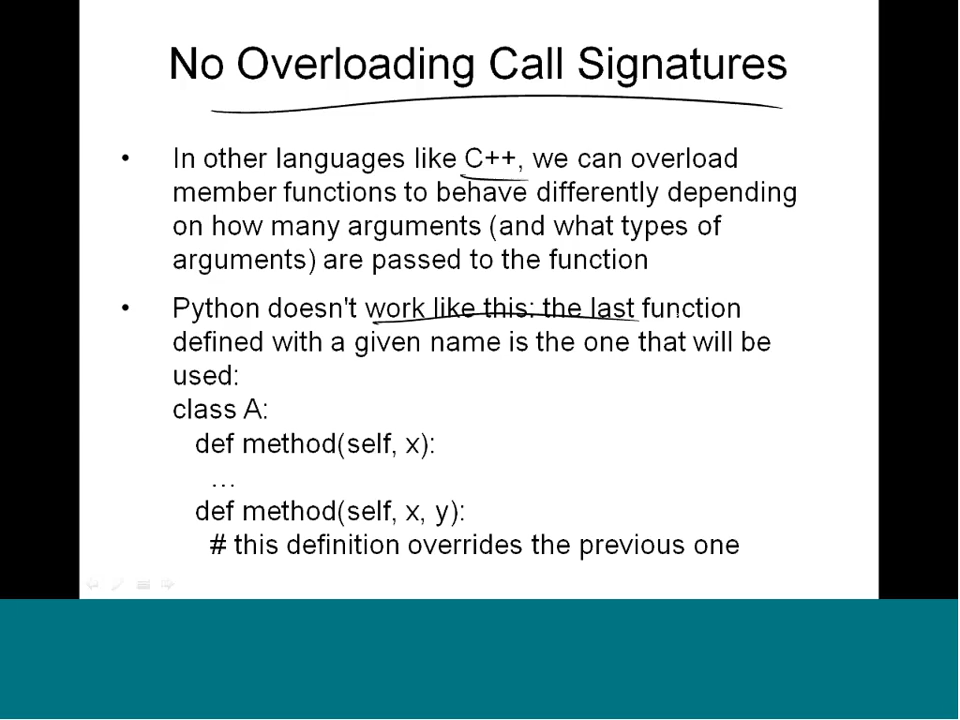 No Overloading Call Signatures
• In other languages like C++, we can overload
member functions to behave differently depending
on how many arguments (and what types of
arguments) are passed to the function
• Python doesn't work like this: the last function
defined with a given name is the one that will be
used:
class A:
def method(self, x):
…
def method(self, x, y):
# this definition overrides the previous one